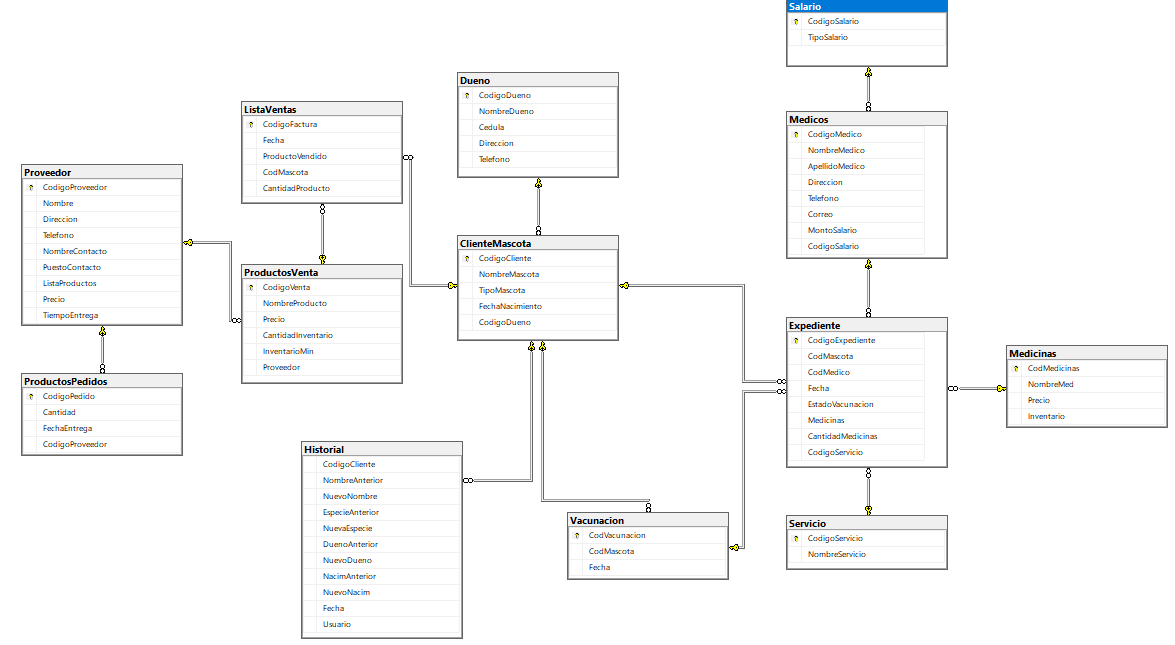 Salario
CodigoSalario
TipoSalario
Dueno
CodigoDueno
NombreDueno
Cedula
Direccion
Telefono
ListaVentas
CodigoFactura
Fecha
ProductoVendido
CodMascota
CantidadProducto
Medicos
CodigoMedico
NombreMedico
ApellidoMedico
Direccion
Telefono
Correo
MontoSalario
CodigoSalario
Proveedor
CodigoProveedor
Nombre
Direccion
Telefono
NombreContacto
PuestoContacto
ListaProductos
Precio
TiempoEntrega
ClienteMascota
CodigoCliente
NombreMascota
TipoMascota
FechaNacimiento
CodigoDueno
ProductosVenta
CodigoVenta
NombreProducto
Precio
CantidadInventario
InventarioMin
Proveedor
Expediente
CodigoExpediente
CodMascota
CodMedico
Fecha
EstadoVacunacion
Medicinas
CantidadMedicinas
CodigoServicio
Medicinas
CodMedicinas
NombreMed
Precio
Inventario
ProductosPedidos
CodigoPedido
Cantidad
FechaEntrega
CodigoProveedor
Historial
CodigoCliente
NombreAnterior
NuevoNombre
EspecieAnterior
NuevaEspecie
DuenoAnterior
NuevoDueno
NacimAnterior
NuevoNacim
Fecha
Usuario
Vacunacion
CodVacunacion
CodMascota
Fecha
Servicio
CodigoServicio
NombreServicio